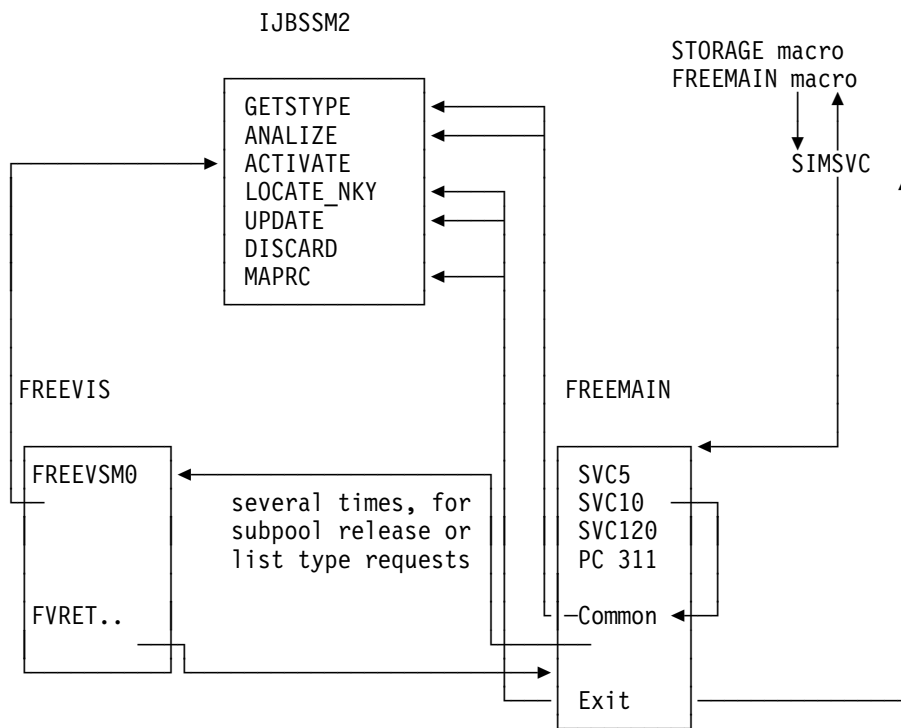 IJBSSM2
STORAGE macro
FREEMAIN macro
SIMSVC
GETSTYPE
ANALIZE
ACTIVATE
LOCATE_NKY
UPDATE
DISCARD
MAPRC
FREEVIS
FREEMAIN
FREEVSM0
several times, for
subpool release or
list type requests
FVRET..
SVC5
SVC10
SVC120
PC 311
Common
Exit